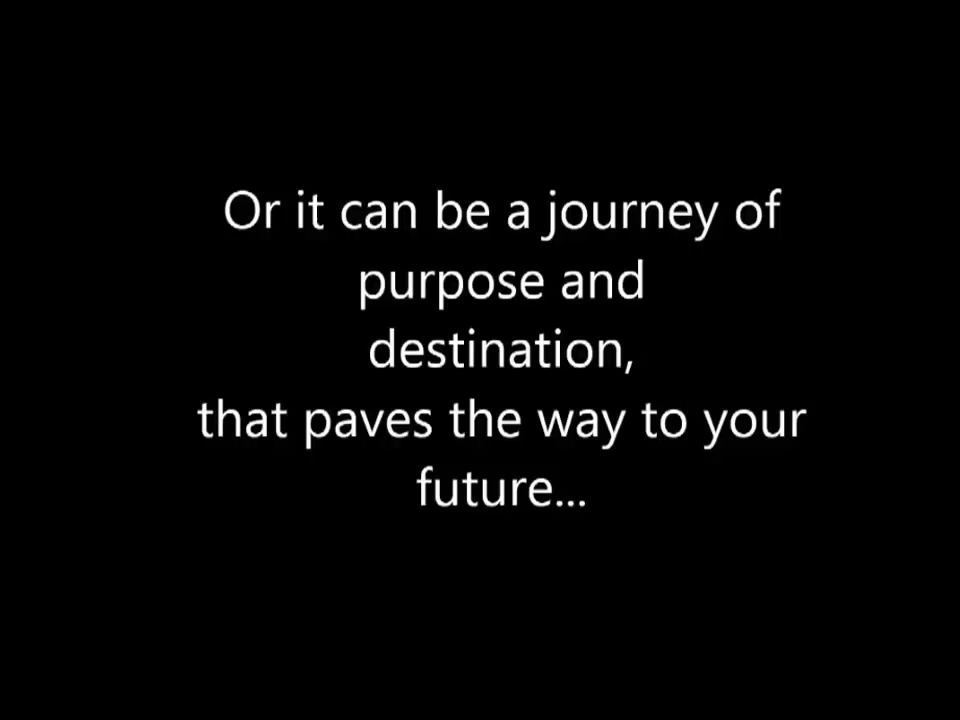 Or it can be a journey of
purpose and
destination,
that paves the way to your
future...